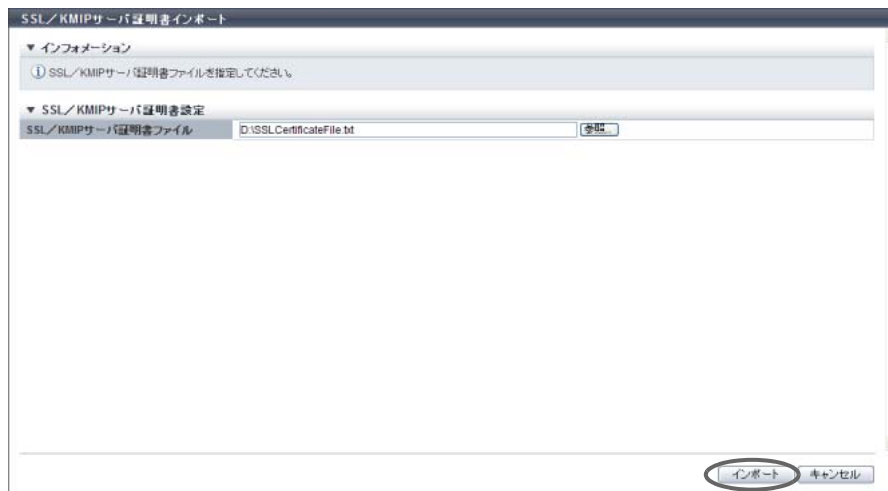 SSL／KMIPサーバ証明書インポート
▼ インフォメーション
SSL／KMIPサーバ証明書ファイルを指定してください。
▼ SSL／KMIPサーバ証明書設定
SSL／KMIPサーバ証明書ファイル D:\SSLCertificateFile.txt 参照...
インポート キャンセル